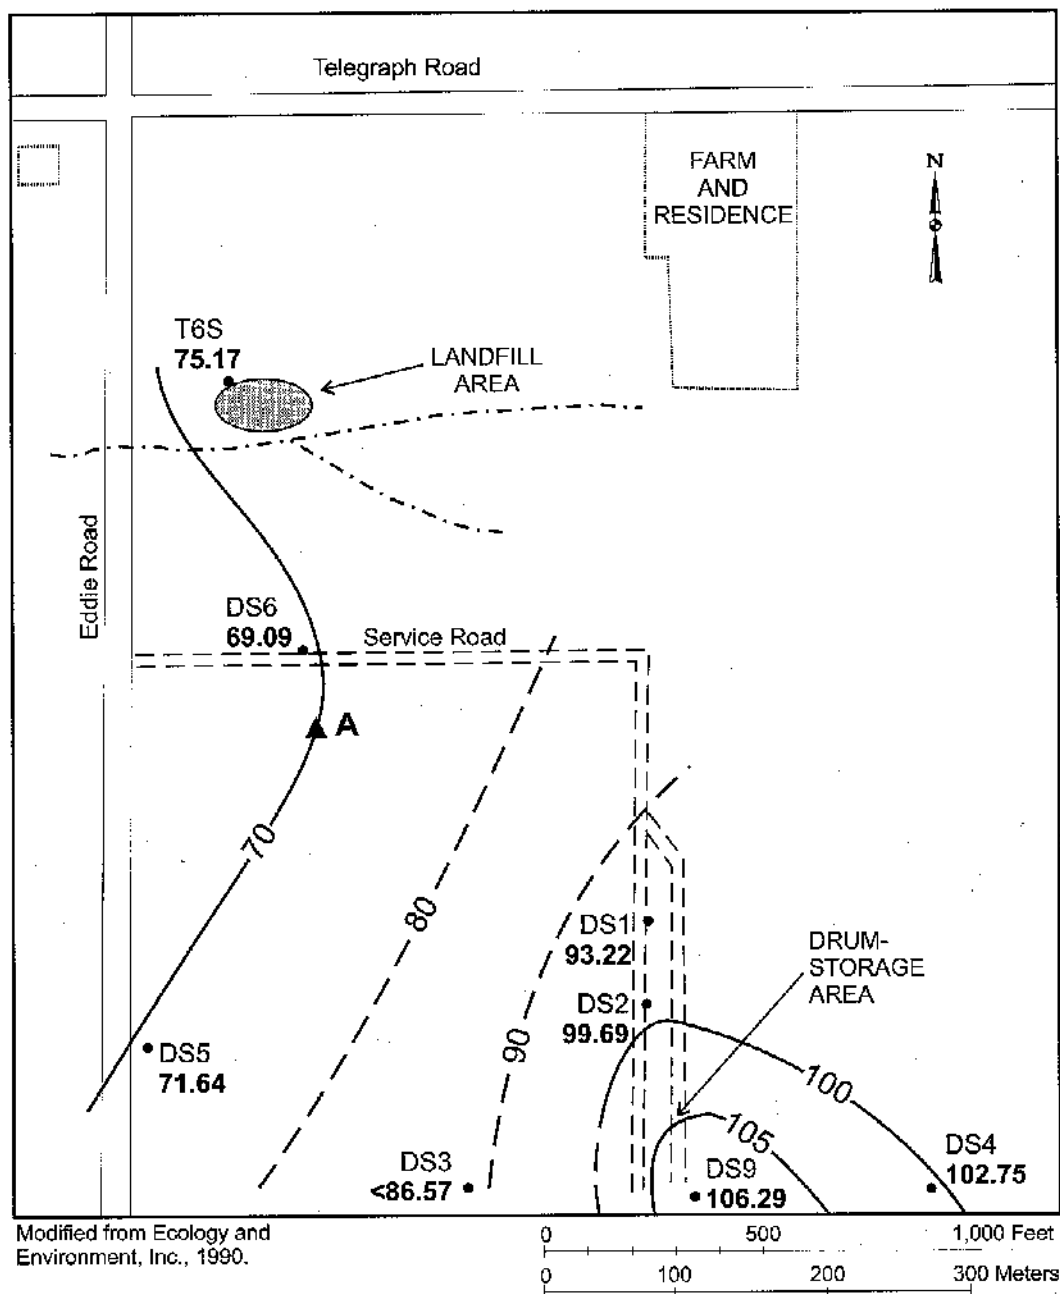 Telegraph Road
FARM
AND
RESIDENCE
N
T6S
75.17
LANDFILL
AREA
Eddie Road
DS6
69.09
Service Road
A
70
80
90
DS1
93.22
DS2
99.69
DRUM-
STORAGE
AREA
DS5
71.64
100
105
DS3
<86.57
DS9
106.29
DS4
102.75
Modified from Ecology and
Environment, Inc., 1990.
0 500 1,000 Feet
0 100 200 300 Meters